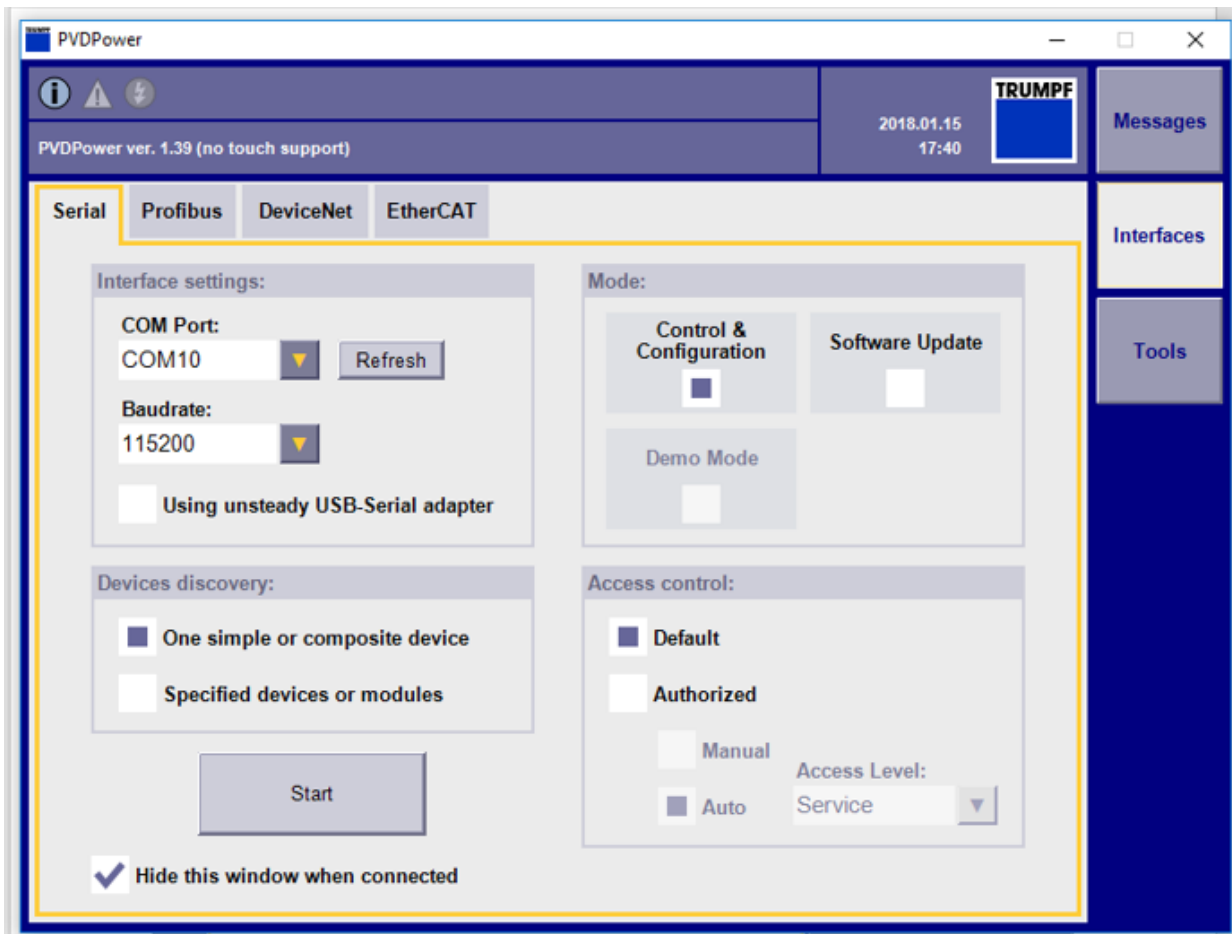 PVDPower
TRUMPF
2018.01.15
17:40
PVDPower ver. 1.39 (no touch support)
Messages
Interfaces
Tools
Serial
Profibus
DeviceNet
EtherCAT
Interface settings:
COM Port:
COM10
Refresh
Baudrate:
115200
Using unsteady USB-Serial adapter
Mode:
Control &
Configuration
Software Update
Demo Mode
Devices discovery:
One simple or composite device
Specified devices or modules
Access control:
Default
Authorized
Manual
Auto
Access Level:
Service
Start
Hide this window when connected